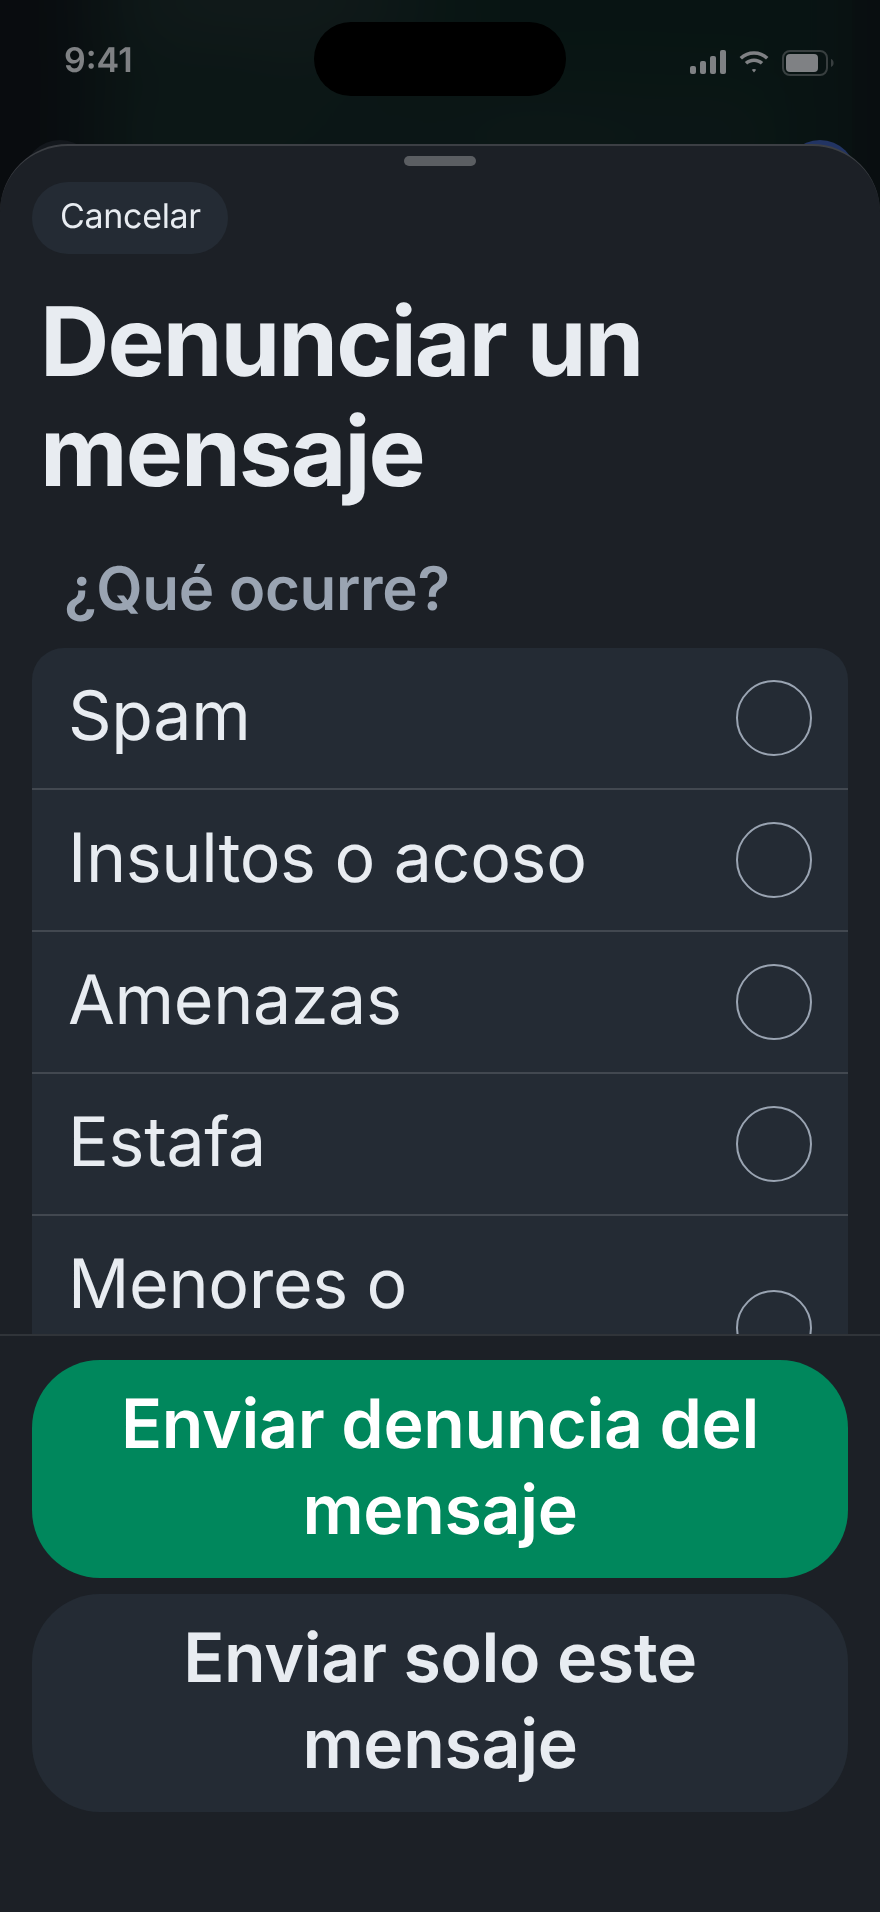 9:41
Cancelar
Denunciar un
mensaje
¿Qué ocurre?
Spam
Insultos o acoso
Amenazas
Estafa
Menores o
Enviar denuncia del
mensaje
Enviar solo este
mensaje